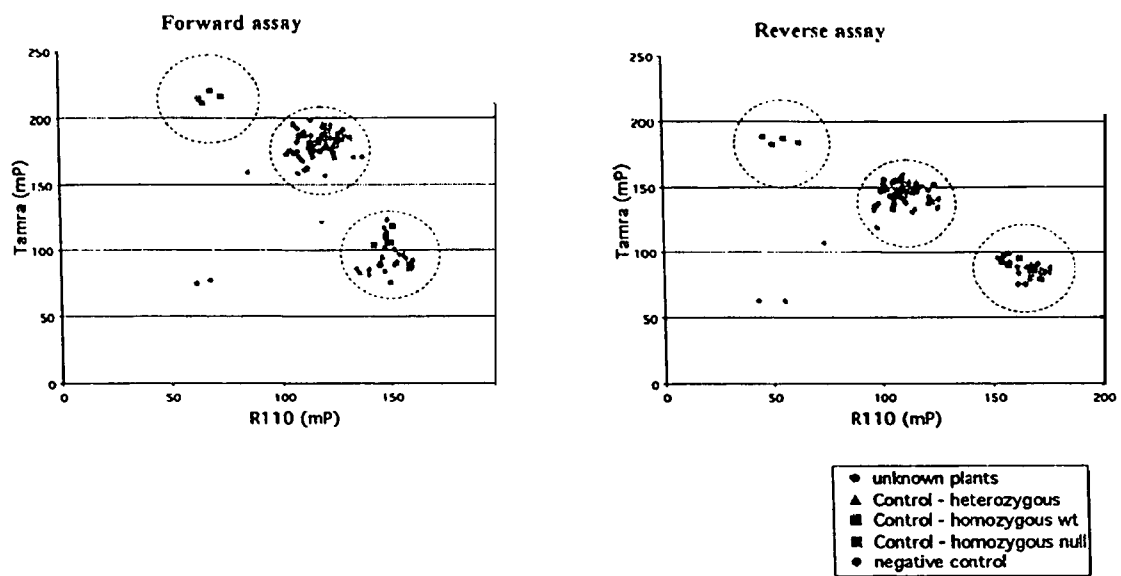 Forward assay
250
200
150
100
50
0
Tamra (mP)
0 50 100 150
R110 (mP)
Reverse assay
250
200
150
100
50
0
Tamra (mP)
0 50 100 150 200
R110 (mP)
unknown plants
Control - heterozygous
Control - homozygous wt
Control - homozygous null
negative control